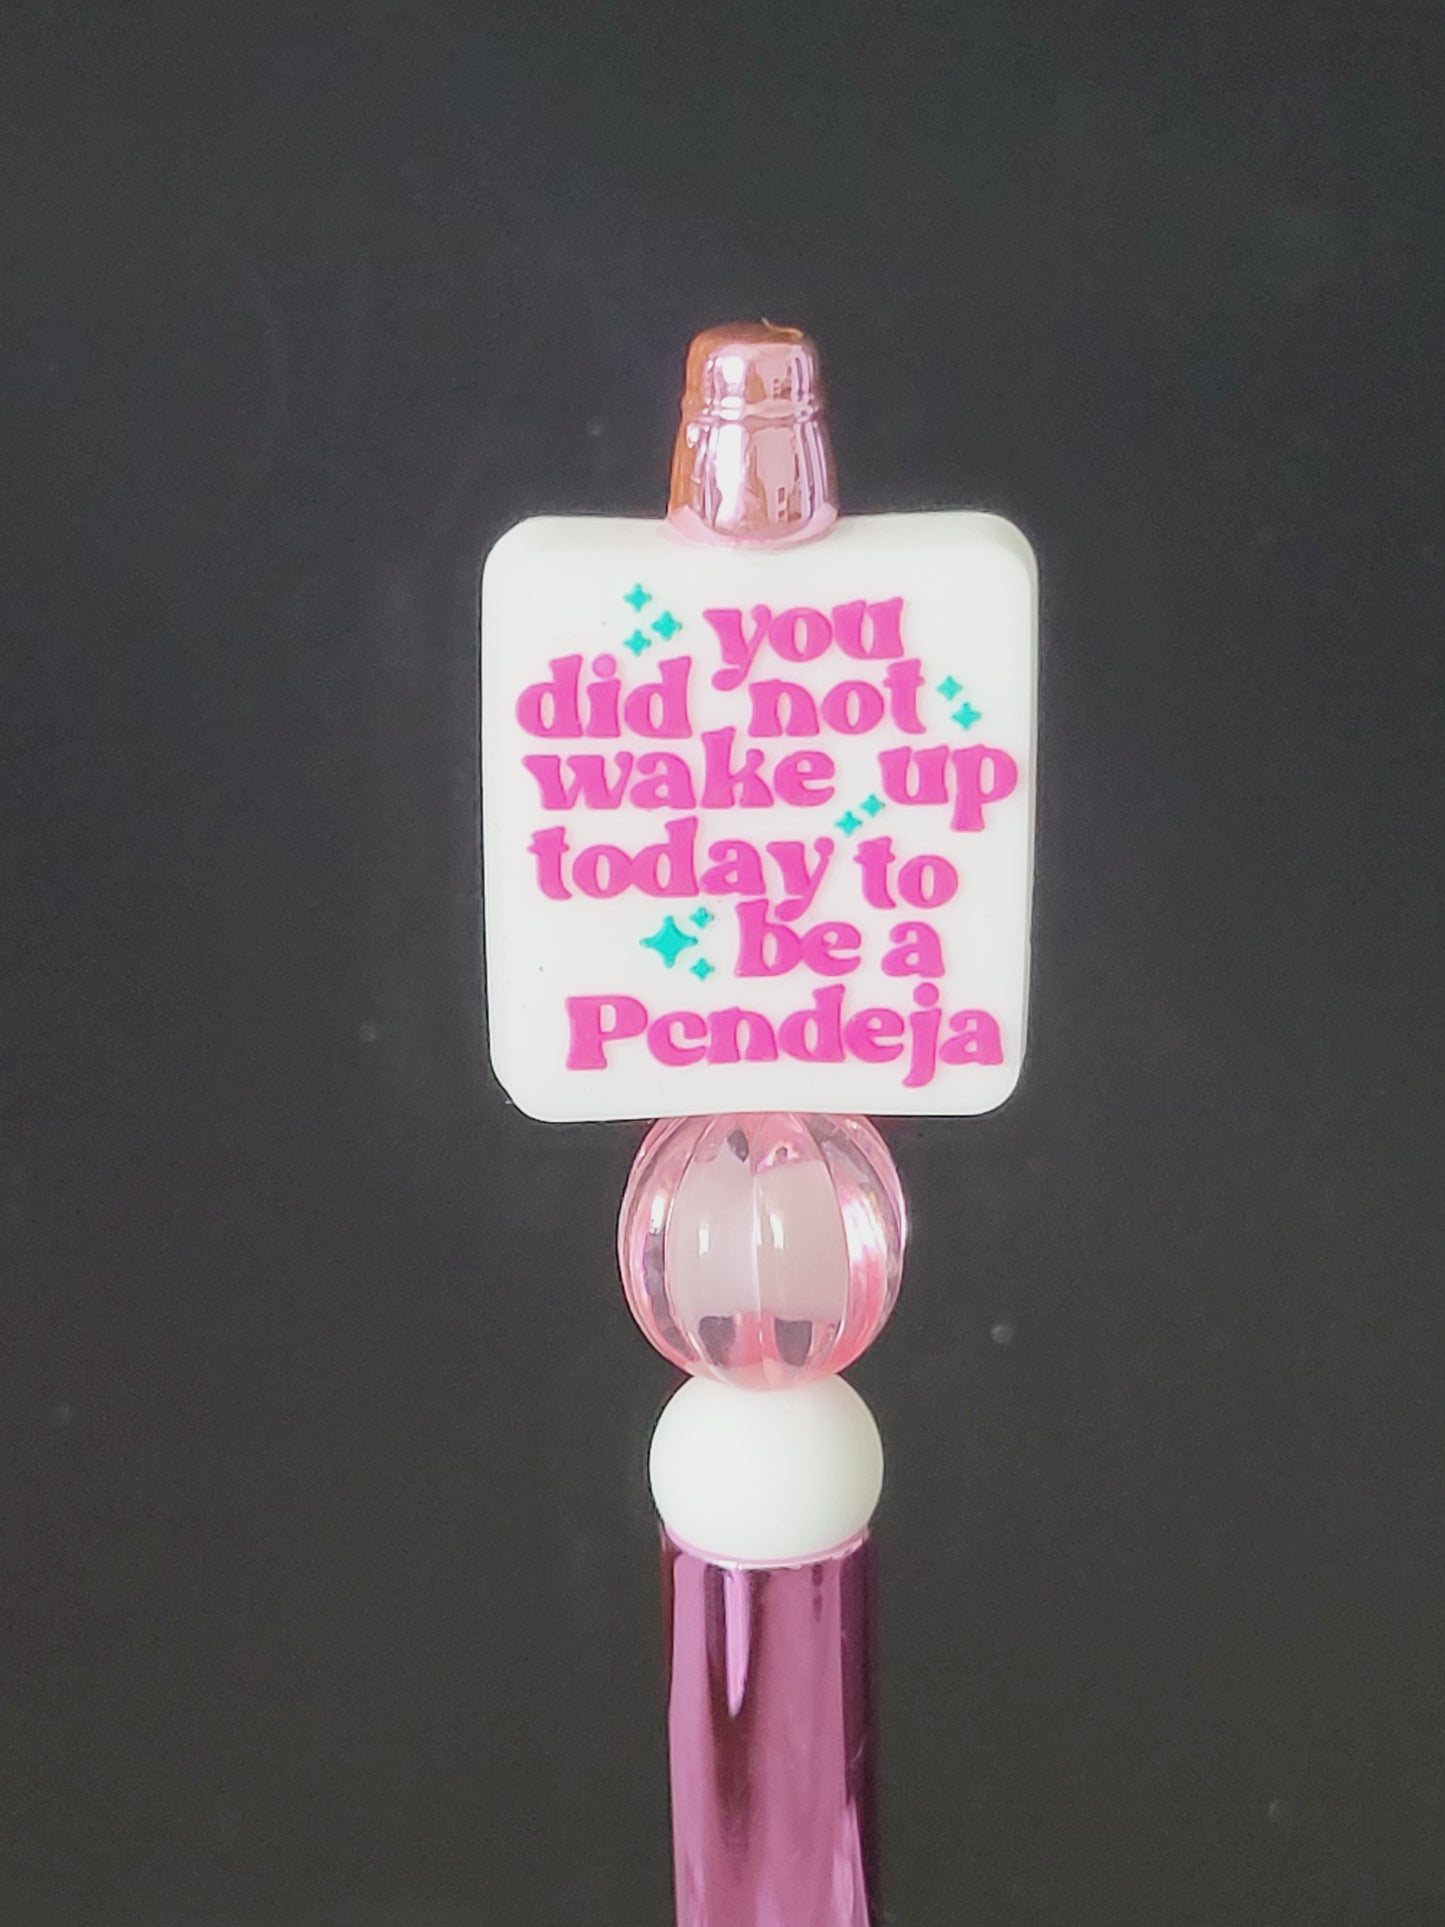 you
did not
wake up
today to
be a
Pendeja